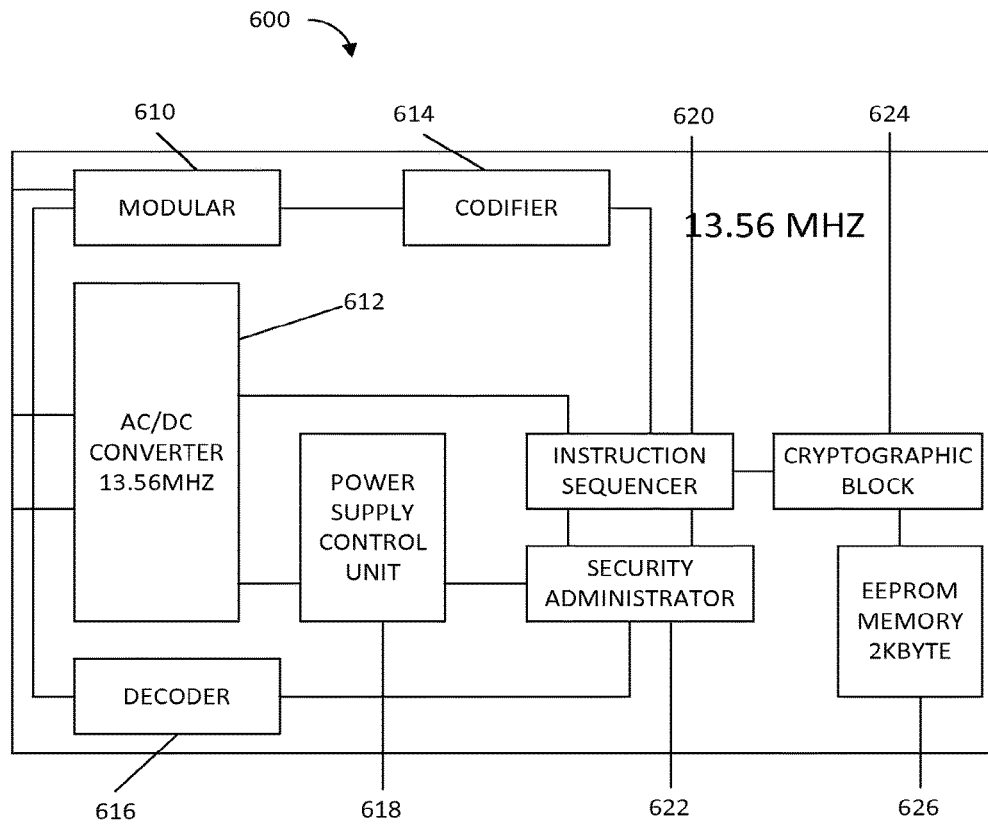 600
610
614
620
624
MODULAR
CODIFIER
13.56 MHZ
612
AC/DC
CONVERTER
13.56MHZ
POWER
SUPPLY
CONTROL
UNIT
INSTRUCTION
SEQUENCER
CRYPTOGRAPHIC
BLOCK
SECURITY
ADMINISTRATOR
EEPROM
MEMORY
2KBYTE
DECODER
616
618
622
626